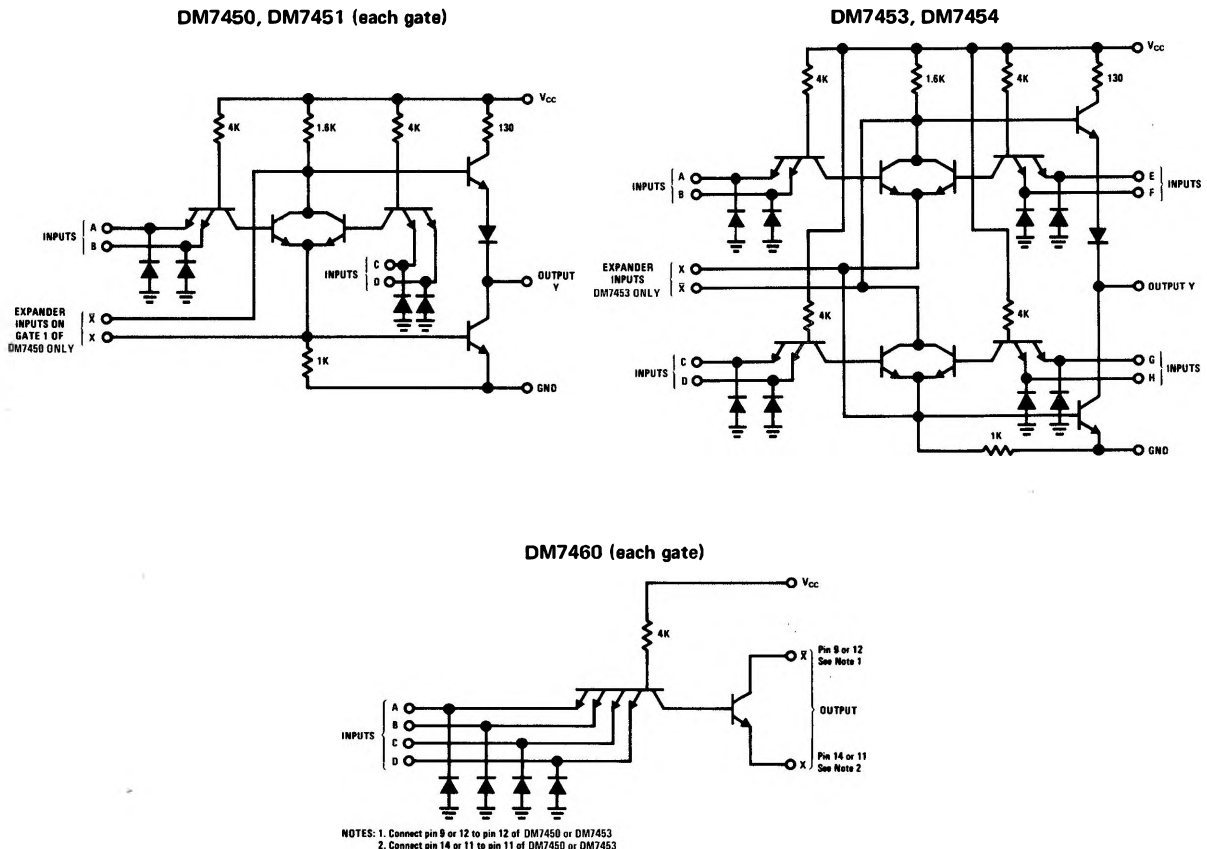 DM7450, DM7451 (each gate)
VCC
4K
1.6K
4K
130
INPUTS
A
B
INPUTS
C
D
OUTPUT
Y
EXPANDER
INPUTS ON
GATE 1 OF
DM7450 ONLY
X̅
X
1K
GND
DM7453, DM7454
VCC
4K
1.6K
4K
130
INPUTS
A
B
E
F
INPUTS
EXPANDER
INPUTS
DM7453 ONLY
X
X̅
OUTPUT Y
4K
4K
INPUTS
C
D
G
H
INPUTS
1K
GND
DM7460 (each gate)
VCC
4K
X̅
Pin 9 or 12
See Note 1
INPUTS
A
B
C
D
OUTPUT
X
Pin 14 or 11
See Note 2
NOTES: 1. Connect pin 9 or 12 to pin 12 of DM7450 or DM7453
2. Connect pin 14 or 11 to pin 11 of DM7450 or DM7453